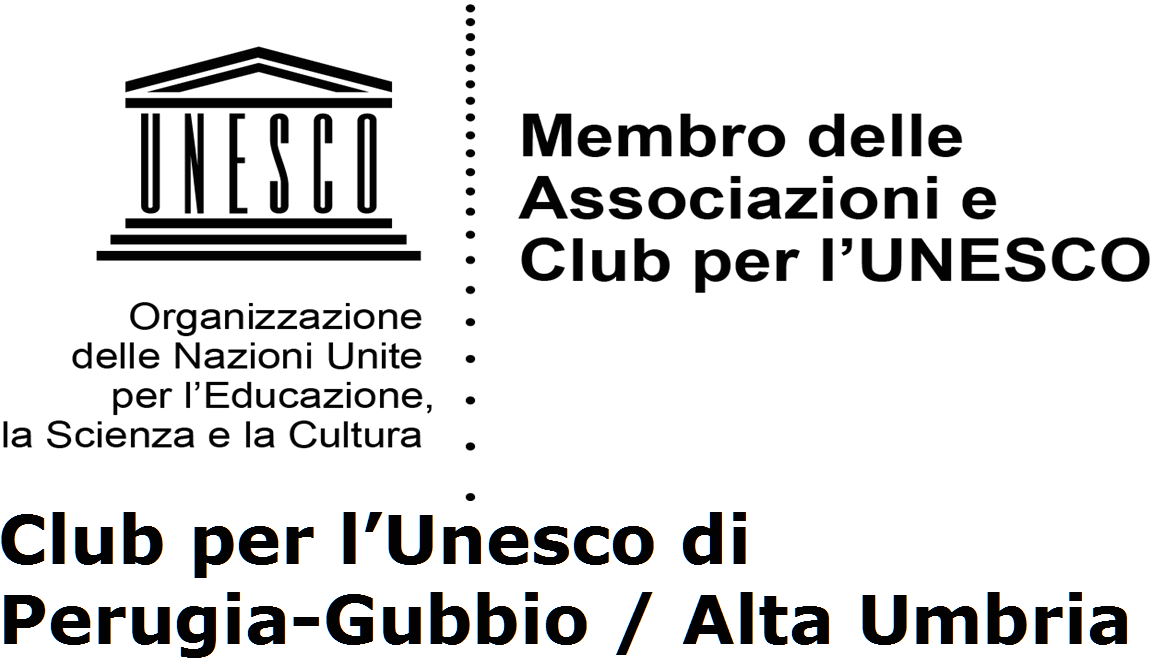 UNESCO
Organizzazione
delle Nazioni Unite
per l’Educazione,
la Scienza e la Cultura
Membro delle
Associazioni e
Club per l’UNESCO
Club per l’Unesco di
Perugia-Gubbio / Alta Umbria